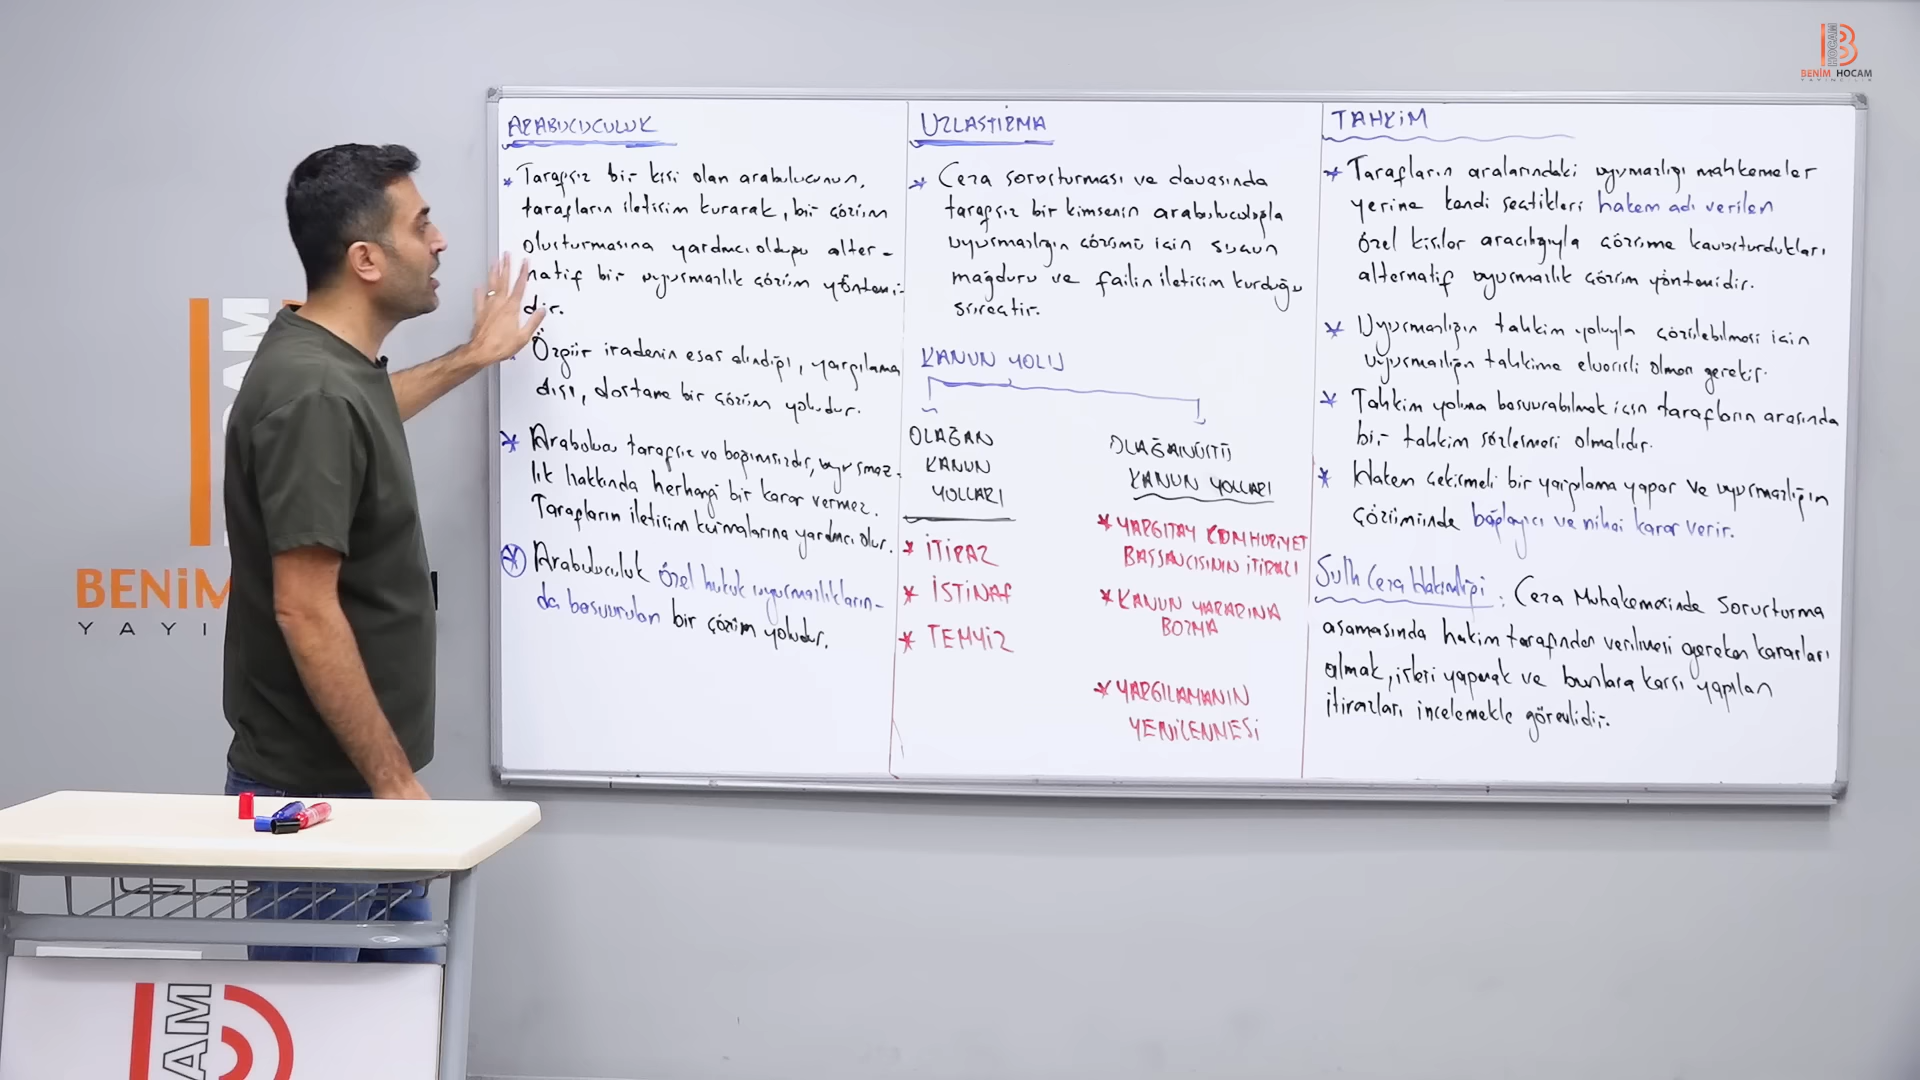 HOCAM
BENİM HOCAM
YAYINCILIK
ARABUCUCULUK
* Tarafsız bir kişi olan arabulucunun,
tarafların iletişim kurarak, bir çözüm
oluşturmasına yardımcı olduğu alter-
natif bir uyuşmazlık çözüm yöntemi-
dir.
Özgür iradenin esas alındığı, yargılama
dışı, dostane bir çözüm yoludur.
* Arabulucu tarafsız ve bağımsızdır, uyuşmaz-
lık hakkında herhangi bir karar vermez.
Tarafların iletişim kurmalarına yardımcı olur.
* Arabuluculuk özel hukuk uyuşmazlıkların-
da başvurulan bir çözüm yoludur.
UZLAŞTIRMA
* Ceza soruşturması ve davasında
tarafsız bir kimsenin arabuluculuğuyla
uyuşmazlığın çözümü için suçun
mağduru ve failin iletişim kurduğu
süreçtir.
KANUN YOLU
OLAĞAN
KANUN
YOLLARI
* İTİRAZ
* İSTİNAF
* TEMYİZ
OLAĞANÜSTÜ
KANUN YOLLARI
* YARGITAY CUMHURİYET
BAŞSAVCISININ İTİRAZI
* KANUN YARARINA
BOZMA
* YARGILAMANIN
YENİLENMESİ
TAHKİM
* Tarafların aralarındaki uyuşmazlığı mahkemeler
yerine kendi seçtikleri hakem adı verilen
özel kişiler aracılığıyla çözüme kavuşturdukları
alternatif uyuşmazlık çözüm yöntemidir.
* Uyuşmazlığın tahkim yoluyla çözülebilmesi için
uyuşmazlığın tahkime elverişli olması gerekir.
* Tahkim yoluna başvurabilmek için tarafların arasında
bir tahkim sözleşmesi olmalıdır.
* Hakem çekişmeli bir yargılama yapar ve uyuşmazlığın
çözümünde bağlayıcı ve nihai karar verir.
Sulh Ceza Hakimliği : Ceza Muhakemesinde soruşturma
aşamasında hakim tarafından verilmesi gereken kararları
almak, işleri yapmak ve bunlara karşı yapılan
itirazları incelemekle görevlidir.
AM
BENİM
YAYI
AM